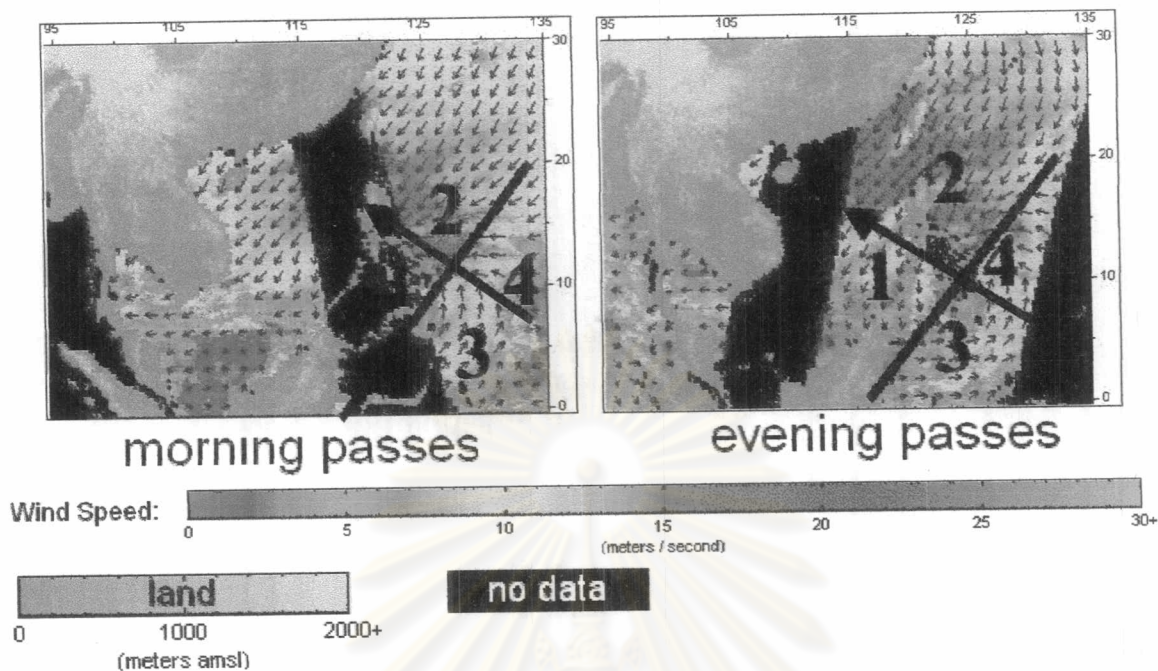 95 105 115 125 135
95 105 115 125 135
30
20
10
0
2
4
3
30
20
10
0
2
1
4
3
morning passes
evening passes
Wind Speed:
0 5 10 15 20 25 30+
(meters / second)
land
no data
0 1000 2000+
(meters amsl)